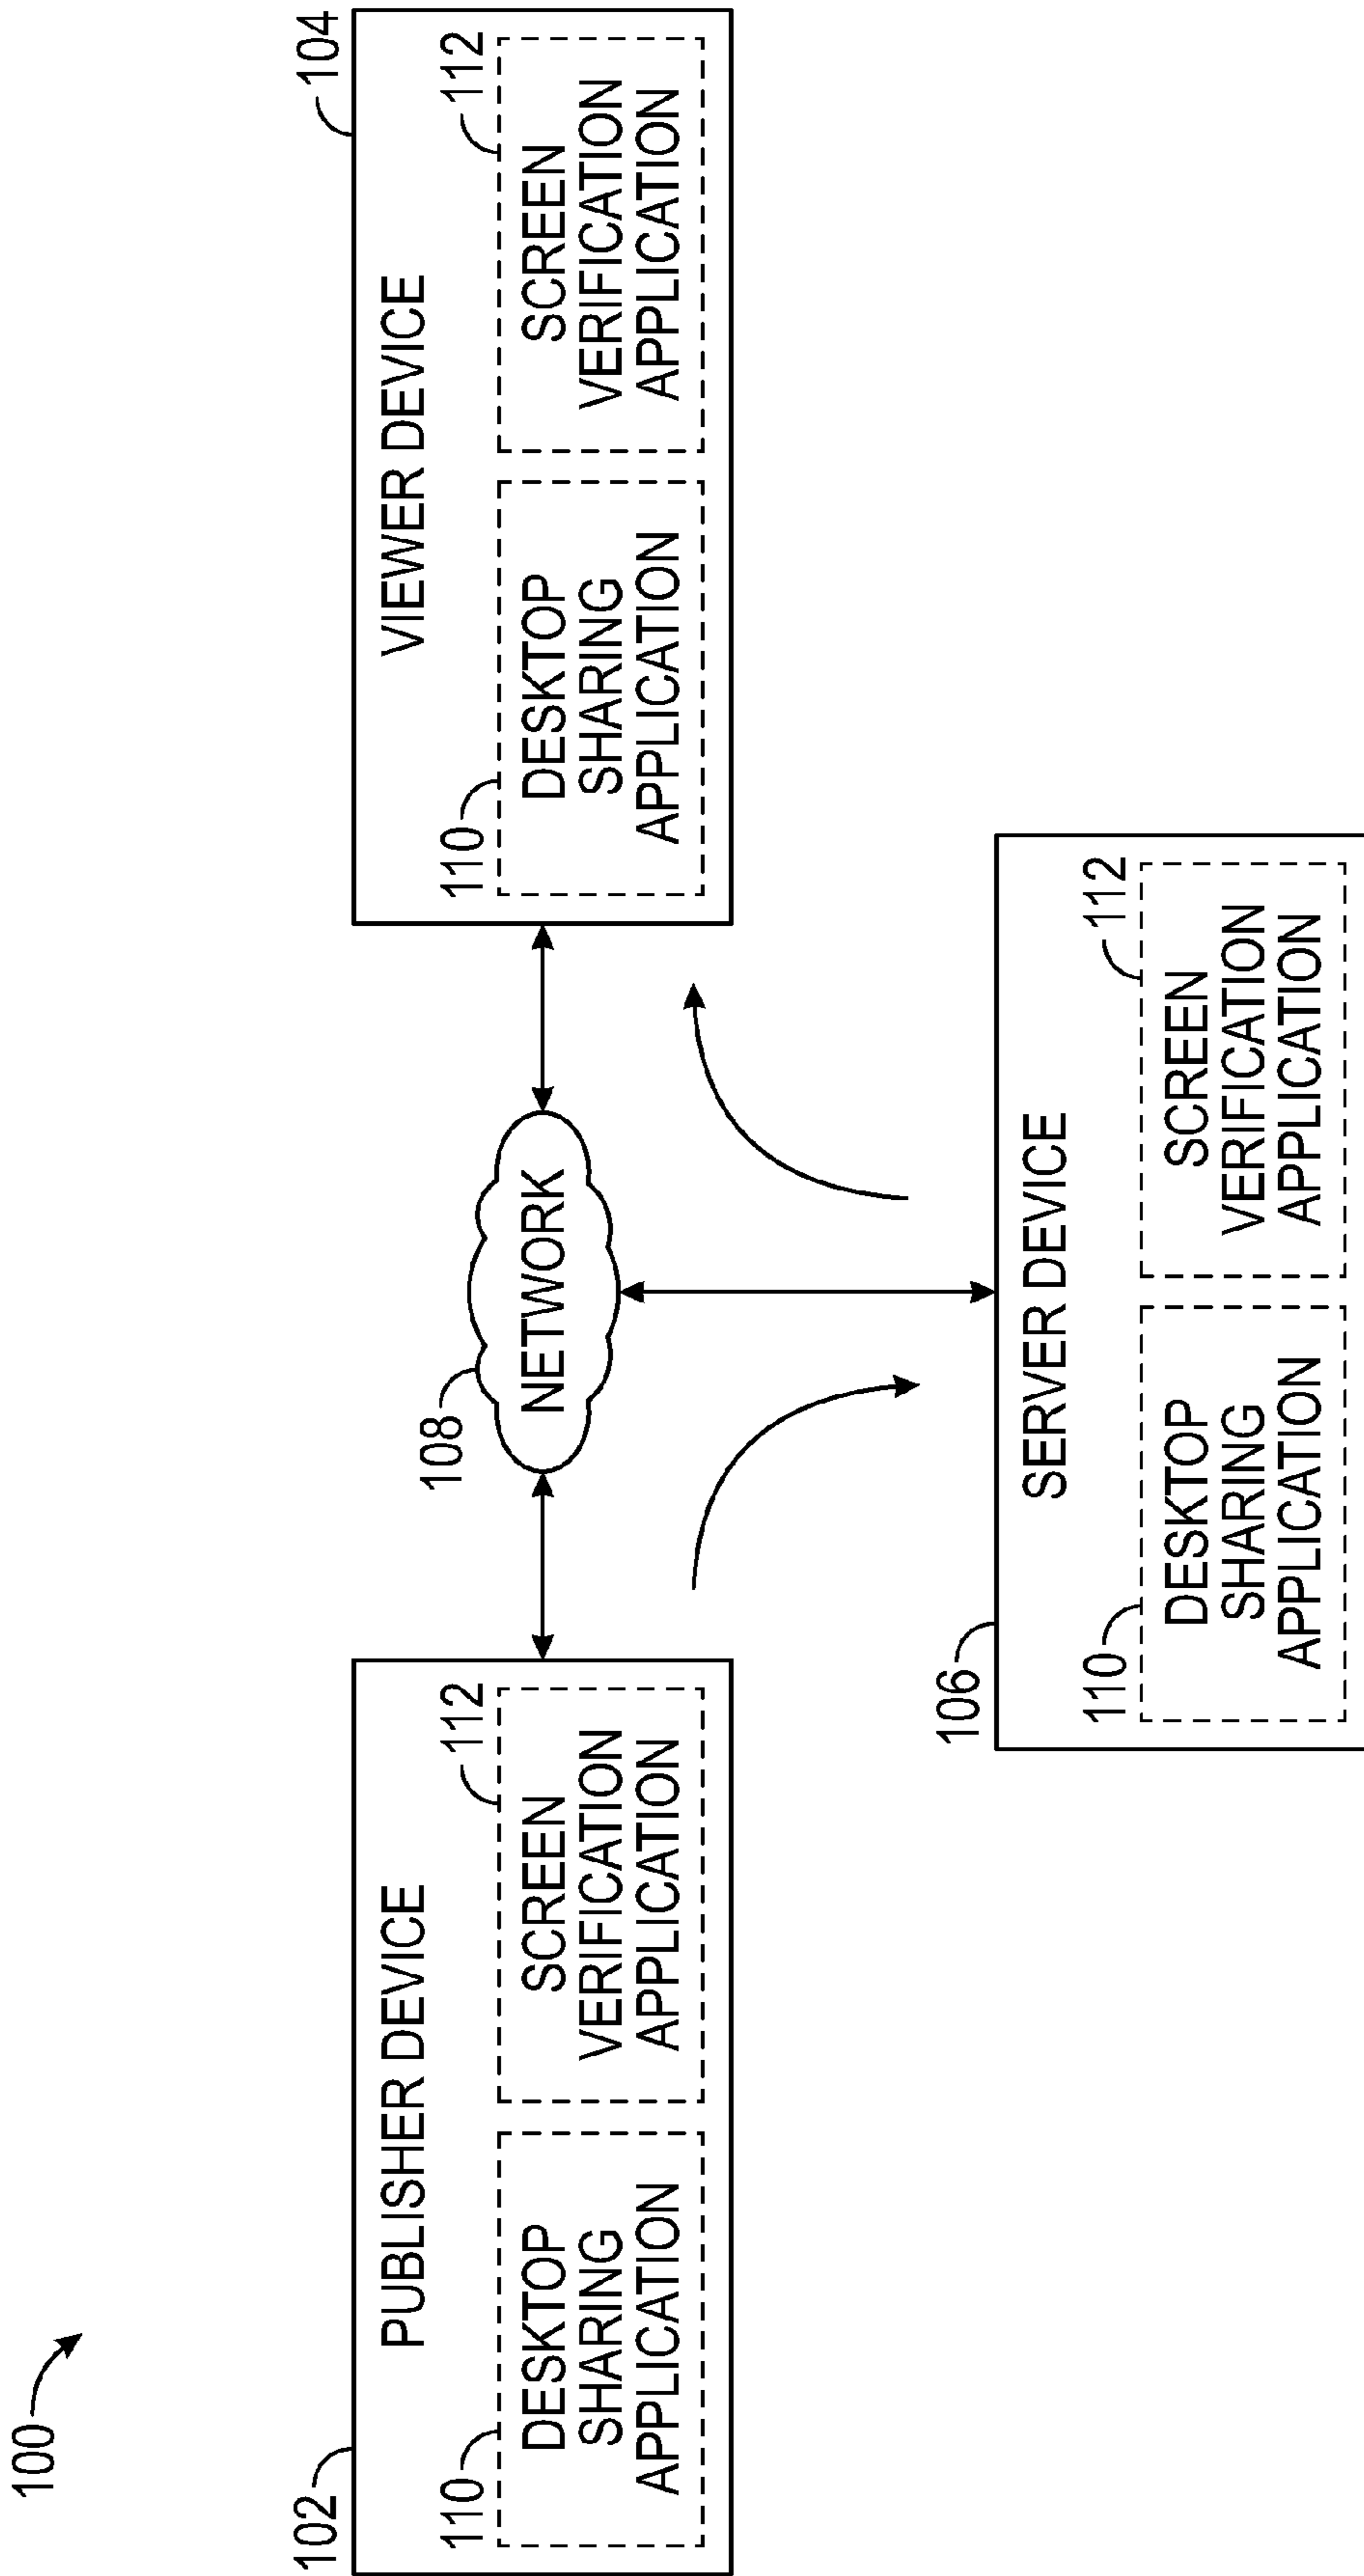 100
102
PUBLISHER DEVICE
110
DESKTOP
SHARING
APPLICATION
112
SCREEN
VERIFICATION
APPLICATION
108
NETWORK
104
VIEWER DEVICE
110
DESKTOP
SHARING
APPLICATION
112
SCREEN
VERIFICATION
APPLICATION
106
SERVER DEVICE
110
DESKTOP
SHARING
APPLICATION
112
SCREEN
VERIFICATION
APPLICATION